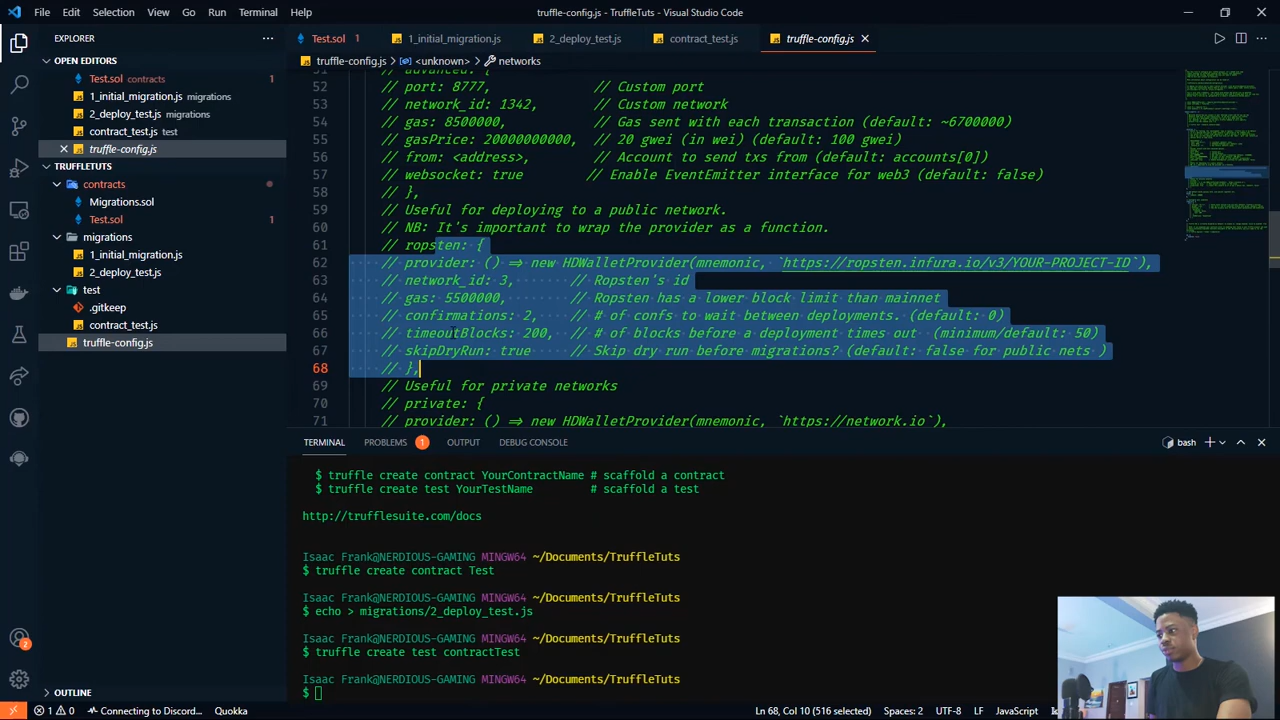 File Edit Selection View Go Run Terminal Help
truffle-config.js - TruffleTuts - Visual Studio Code
EXPLORER
Test.sol 1
1_initial_migration.js
2_deploy_test.js
contract_test.js
truffle-config.js
OPEN EDITORS
Test.sol contracts 1
1_initial_migration.js migrations
2_deploy_test.js migrations
contract_test.js test
truffle-config.js
TRUFFLETUTS
contracts
Migrations.sol
Test.sol 1
migrations
1_initial_migration.js
2_deploy_test.js
test
.gitkeep
contract_test.js
truffle-config.js
OUTLINE
truffle-config.js > <unknown> > networks
51 // advanced: {
52 // port: 8777, // Custom port
53 // network_id: 1342, // Custom network
54 // gas: 8500000, // Gas sent with each transaction (default: ~6700000)
55 // gasPrice: 20000000000, // 20 gwei (in wei) (default: 100 gwei)
56 // from: <address>, // Account to send txs from (default: accounts[0])
57 // websocket: true // Enable EventEmitter interface for web3 (default: false)
58 // },
59 // Useful for deploying to a public network.
60 // NB: It's important to wrap the provider as a function.
61 // ropsten: {
62 // provider: () => new HDWalletProvider(mnemonic, `https://ropsten.infura.io/v3/YOUR-PROJECT-ID`),
63 // network_id: 3, // Ropsten's id
64 // gas: 5500000, // Ropsten has a lower block limit than mainnet
65 // confirmations: 2, // # of confs to wait between deployments. (default: 0)
66 // timeoutBlocks: 200, // # of blocks before a deployment times out (minimum/default: 50)
67 // skipDryRun: true // Skip dry run before migrations? (default: false for public nets )
68 // },
69 // Useful for private networks
70 // private: {
71 // provider: () => new HDWalletProvider(mnemonic, `https://network.io`),
TERMINAL PROBLEMS 1 OUTPUT DEBUG CONSOLE
bash
$ truffle create contract YourContractName # scaffold a contract
$ truffle create test YourTestName # scaffold a test
http://trufflesuite.com/docs
Isaac Frank@NERDIOUS-GAMING MINGW64 ~/Documents/TruffleTuts
$ truffle create contract Test
Isaac Frank@NERDIOUS-GAMING MINGW64 ~/Documents/TruffleTuts
$ echo > migrations/2_deploy_test.js
Isaac Frank@NERDIOUS-GAMING MINGW64 ~/Documents/TruffleTuts
$ truffle create test contractTest
Isaac Frank@NERDIOUS-GAMING MINGW64 ~/Documents/TruffleTuts
$
2
1 0 Connecting to Discord... Quokka
Ln 68, Col 10 (516 selected) Spaces: 2 UTF-8 LF JavaScript